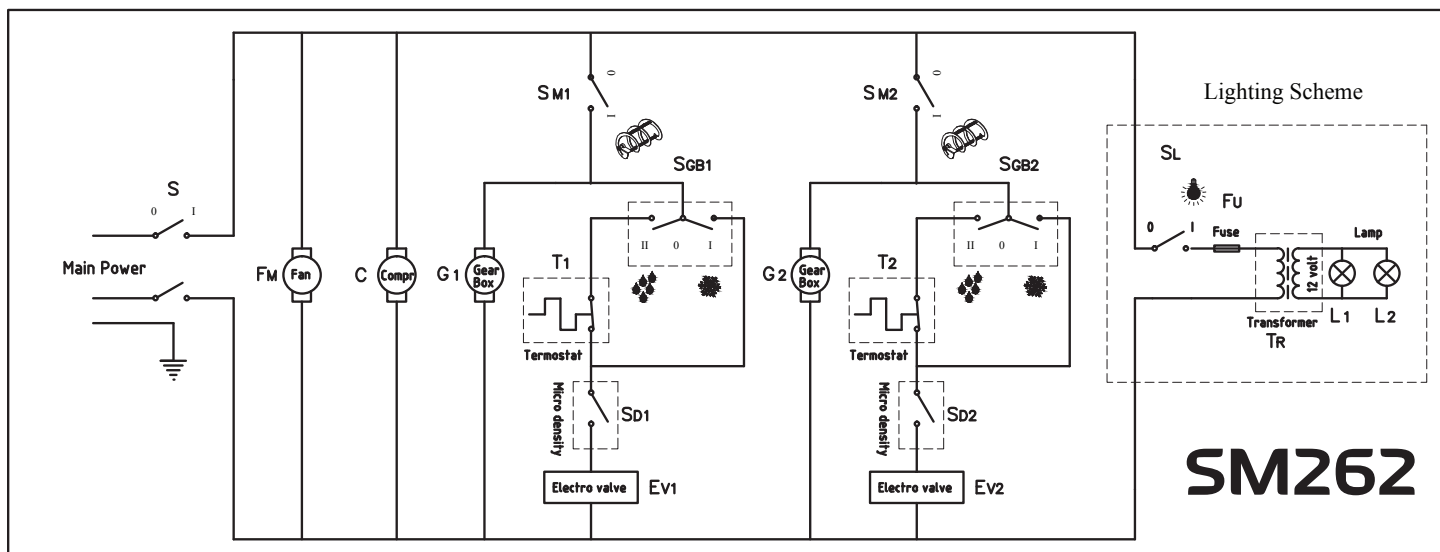 Lighting Scheme
S
0 I
Main Power
FM
Fan
C
Compr
G1
Gear
Box
SM1
0
I
SGB1
II 0 I
T1
Termostat
Micro density
SD1
Electro valve
EV1
G2
Gear
Box
SM2
0
I
SGB2
II 0 I
T2
Termostat
Micro density
SD2
Electro valve
EV2
SL
0 I
FU
Fuse
Lamp
12 volt
Transformer
TR
L1
L2
SM262